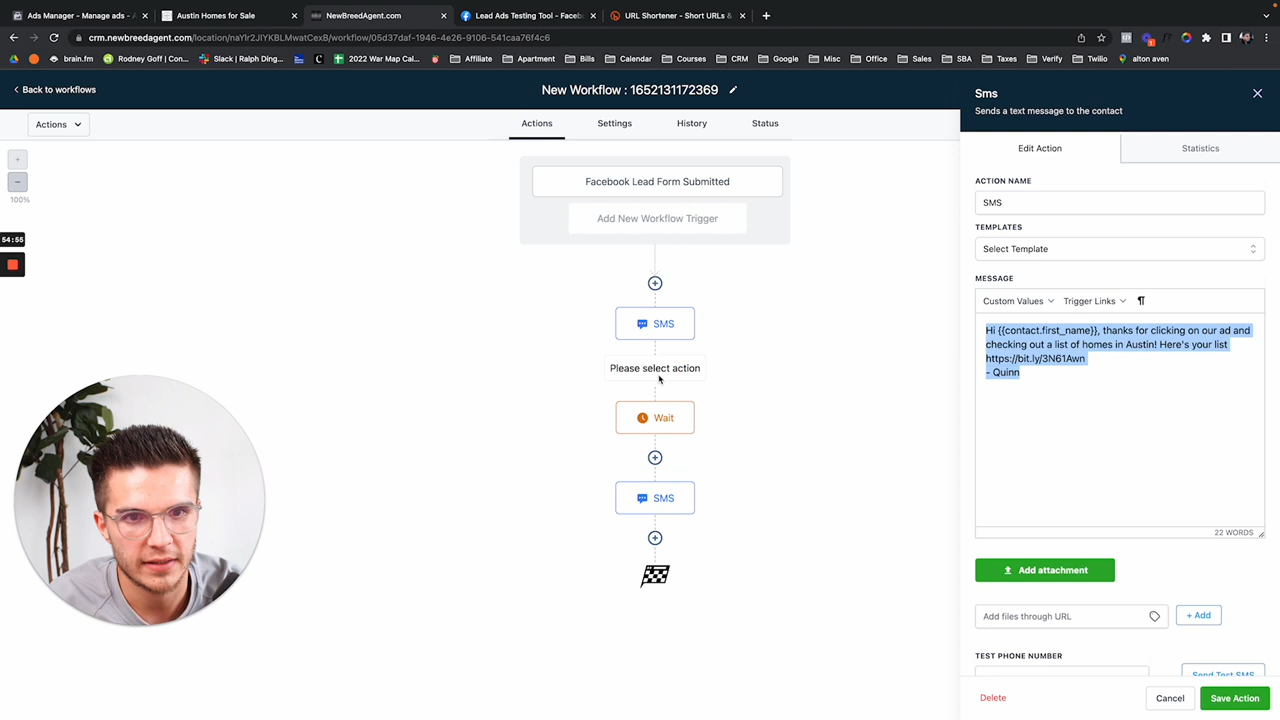 Ads Manager - Manage ads - A
Austin Homes for Sale
NewBreedAgent.com
Lead Ads Testing Tool - Faceb
URL Shortener - Short URLs &
crm.newbreedagent.com/location/naYlr2JlYKBLMwatCexB/workflow/05d37daf-1946-4e26-9106-541caa76f4c6
brain.fm
Rodney Goff | Con...
Slack | Ralph Ding...
2022 War Map Cal...
Affiliate
Apartment
Bills
Calendar
Courses
CRM
Google
Misc
Office
Sales
SBA
Taxes
Verify
Twilio
alton aven
Back to workflows
New Workflow : 1652131172369
Actions
Actions
Settings
History
Status
100%
54:55
Facebook Lead Form Submitted
Add New Workflow Trigger
SMS
Please select action
Wait
SMS
Sms
Sends a text message to the contact
Edit Action
Statistics
ACTION NAME
SMS
TEMPLATES
Select Template
MESSAGE
Custom Values
Trigger Links
Hi {{contact.first_name}}, thanks for clicking on our ad and
checking out a list of homes in Austin! Here's your list
https://bit.ly/3N61Awn
- Quinn
22 WORDS
Add attachment
Add files through URL
+ Add
TEST PHONE NUMBER
Send Test SMS
Delete
Cancel
Save Action